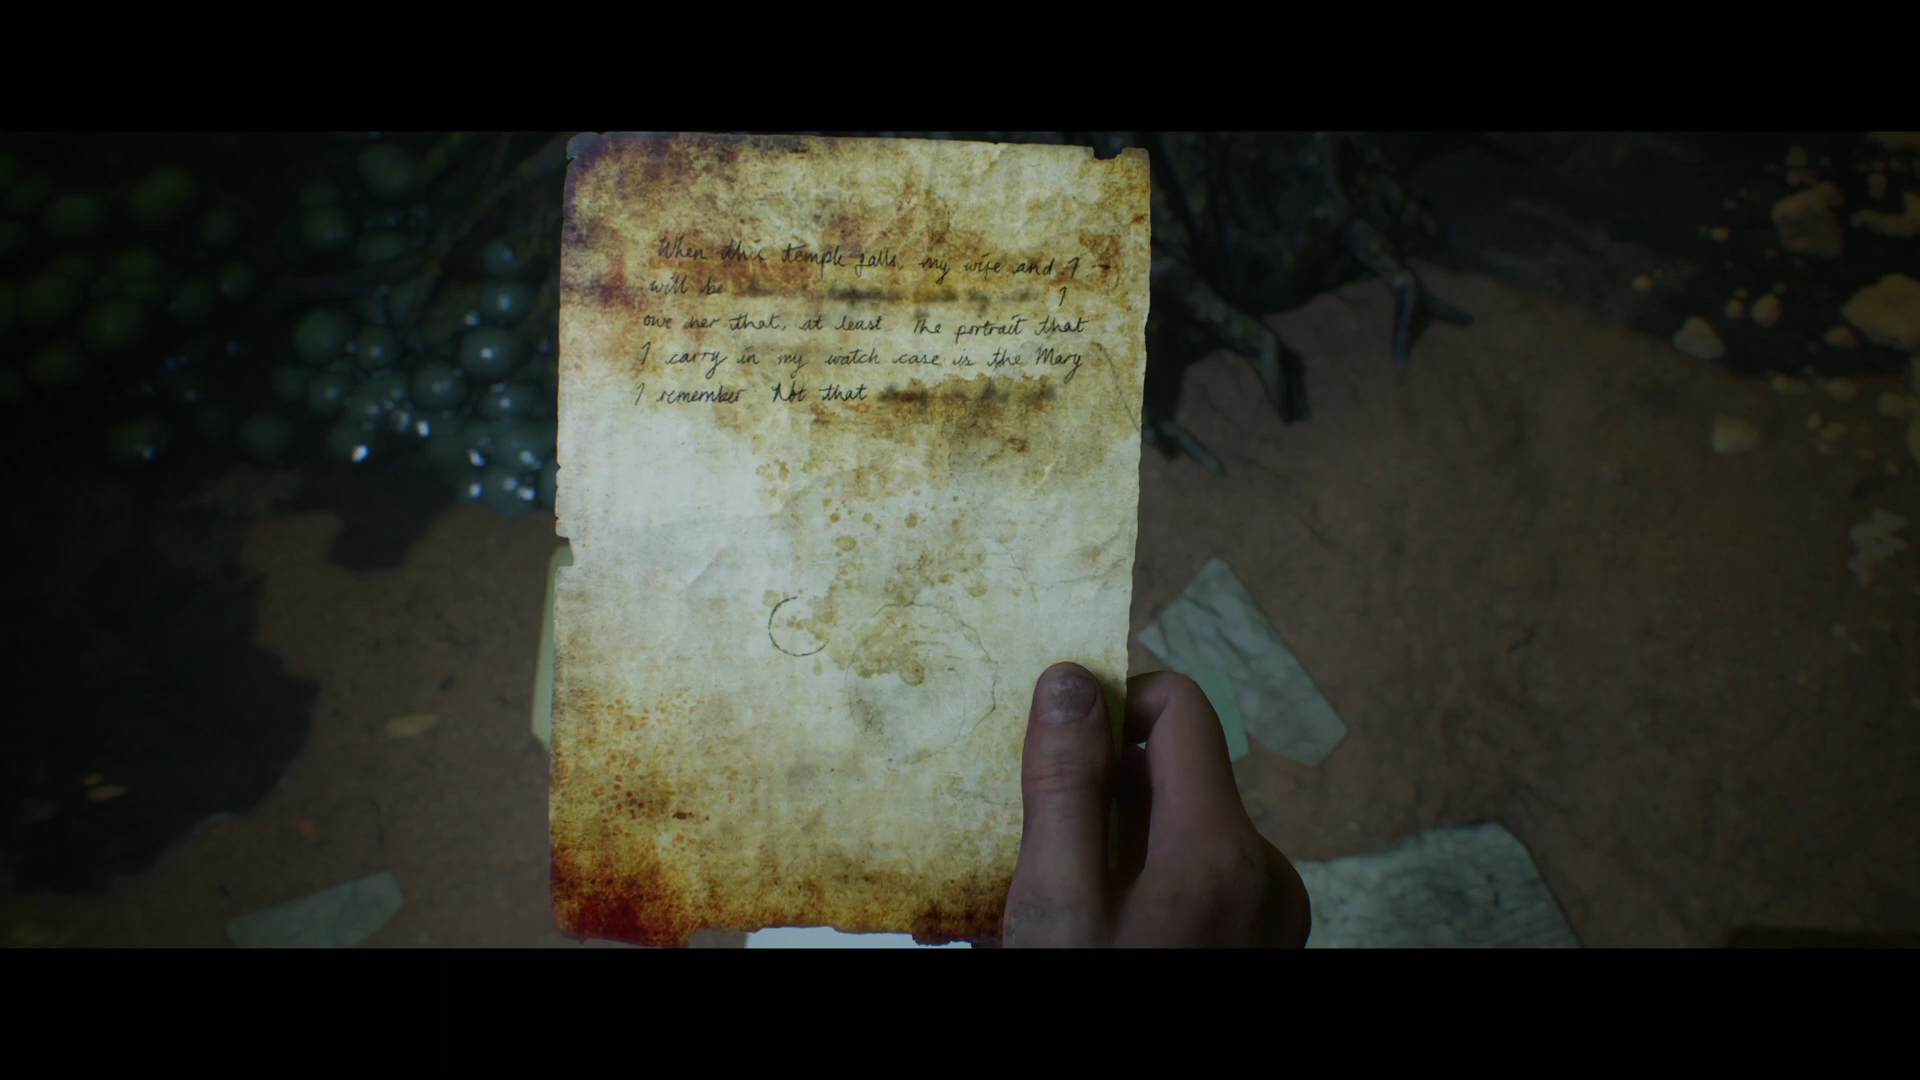 When this temple falls, my wife and I
will be I
owe her that, at least. The portrait that
I carry in my watch case is the Mary
I remember. Not that